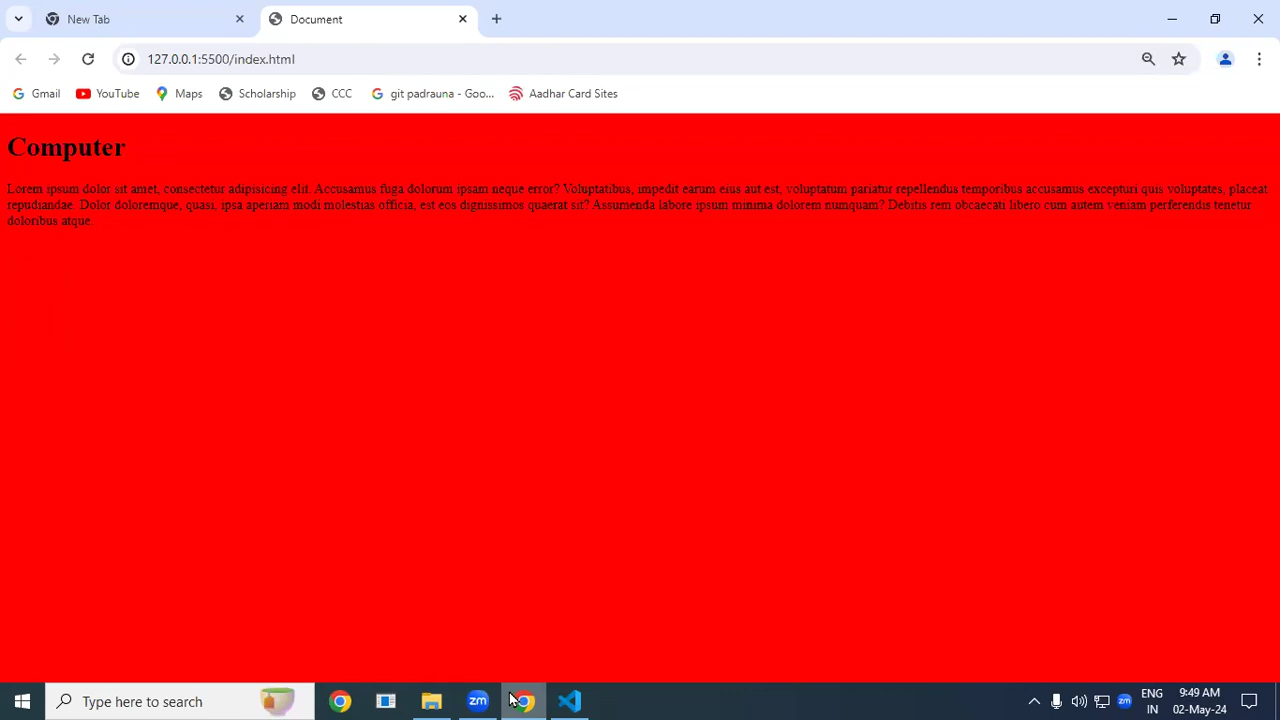 New Tab
Document
127.0.0.1:5500/index.html
Gmail
YouTube
Maps
Scholarship
CCC
git padrauna - Goo...
Aadhar Card Sites
Computer
Lorem ipsum dolor sit amet, consectetur adipisicing elit. Accusamus fuga dolorum ipsam neque error? Voluptatibus, impedit earum eius aut est, voluptatum pariatur repellendus temporibus accusamus excepturi quis voluptates, placeat
repudiandae. Dolor doloremque, quasi, ipsa aperiam modi molestias officia, est eos dignissimos quaerat sit? Assumenda labore ipsum minima dolorem numquam? Debitis rem obcaecati libero cum autem veniam perferendis tenetur
doloribus atque.
Type here to search
zm
zm
ENG
IN
9:49 AM
02-May-24